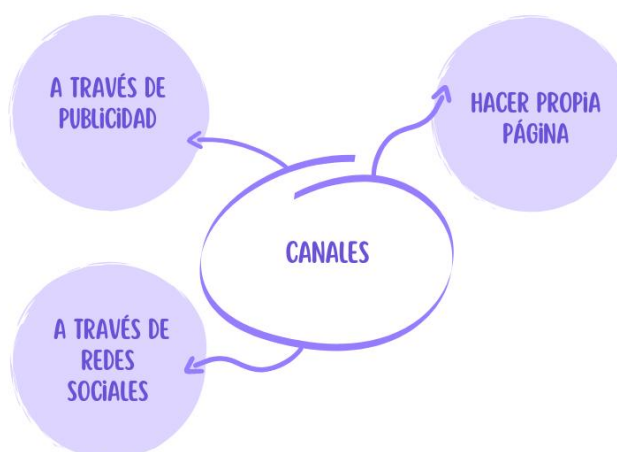 A TRAVÉS DE
PUBLICIDAD
HACER PROPIA
PÁGINA
CANALES
A TRAVÉS DE
REDES
SOCIALES